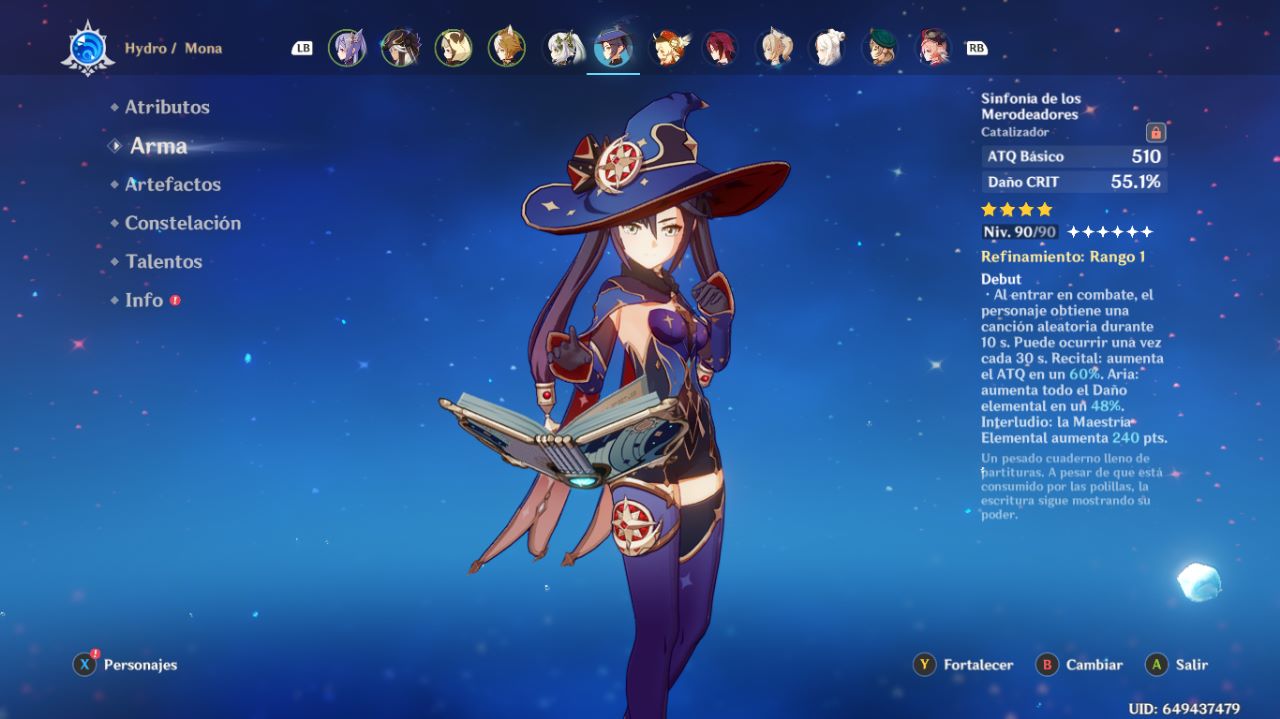 Hydro / Mona
LB
RB
Atributos
Arma
Artefactos
Constelación
Talentos
Info !
Sinfonía de los
Merodeadores
Catalizador
ATQ Básico 510
Daño CRIT 55.1%
Niv. 90/90
Refinamiento: Rango 1
Debut
· Al entrar en combate, el
personaje obtiene una
canción aleatoria durante
10 s. Puede ocurrir una vez
cada 30 s. Recital: aumenta
el ATQ en un 60%. Aria:
aumenta todo el Daño
elemental en un 48%.
Interludio: la Maestría
Elemental aumenta 240 pts.
Un pesado cuaderno lleno de
partituras. A pesar de que está
consumido por las polillas, la
escritura sigue mostrando su
poder.
X ! Personajes
Y Fortalecer
B Cambiar
A Salir
UID: 649437479